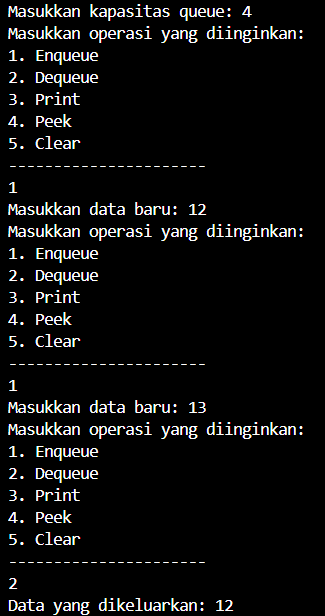 Masukkan kapasitas queue: 4
Masukkan operasi yang diinginkan:
1. Enqueue
2. Dequeue
3. Print
4. Peek
5. Clear
----------------------
1
Masukkan data baru: 12
Masukkan operasi yang diinginkan:
1. Enqueue
2. Dequeue
3. Print
4. Peek
5. Clear
----------------------
1
Masukkan data baru: 13
Masukkan operasi yang diinginkan:
1. Enqueue
2. Dequeue
3. Print
4. Peek
5. Clear
----------------------
2
Data yang dikeluarkan: 12